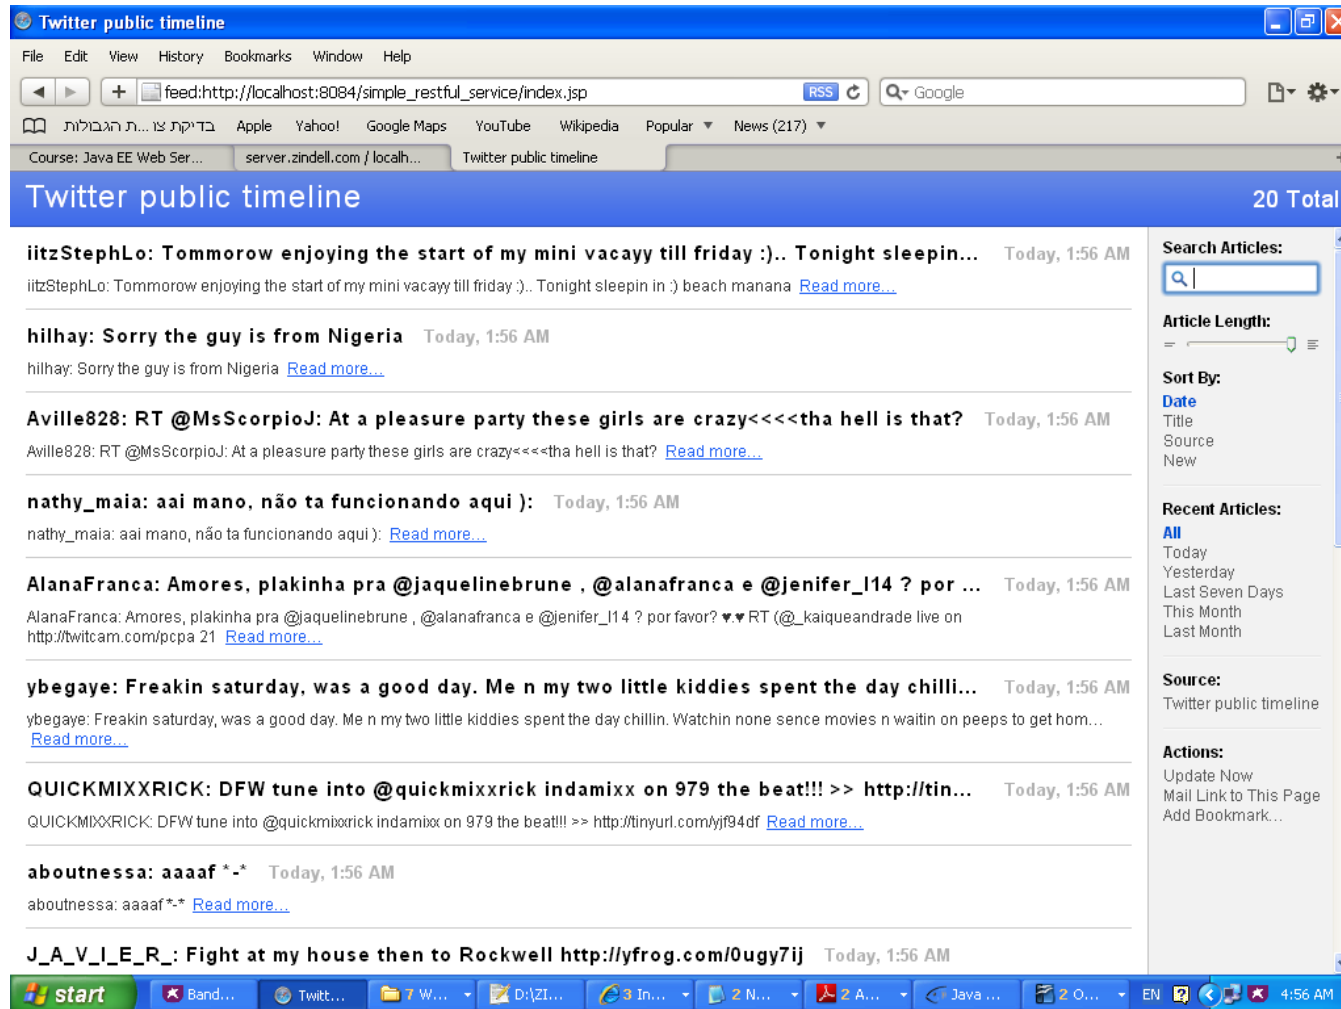 Twitter public timeline
File Edit View History Bookmarks Window Help
feed:http://localhost:8084/simple_restful_service/index.jsp RSS Google
בדיקת צו ...ת הגבולות Apple Yahoo! Google Maps YouTube Wikipedia Popular ▼ News (217) ▼
Course: Java EE Web Ser... server.zindell.com / localh... Twitter public timeline
Twitter public timeline 20 Total
iitzStephLo: Tommorow enjoying the start of my mini vacayy till friday :).. Tonight sleepin... Today, 1:56 AM
iitzStephLo: Tommorow enjoying the start of my mini vacayy till friday :).. Tonight sleepin in :) beach manana Read more...
hilhay: Sorry the guy is from Nigeria Today, 1:56 AM
hilhay: Sorry the guy is from Nigeria Read more...
Aville828: RT @MsScorpioJ: At a pleasure party these girls are crazy<<<<tha hell is that? Today, 1:56 AM
Aville828: RT @MsScorpioJ: At a pleasure party these girls are crazy<<<<tha hell is that? Read more...
nathy_maia: aai mano, não ta funcionando aqui ): Today, 1:56 AM
nathy_maia: aai mano, não ta funcionando aqui ): Read more...
AlanaFranca: Amores, plakinha pra @jaquelinebrune , @alanafranca e @jenifer_l14 ? por ... Today, 1:56 AM
AlanaFranca: Amores, plakinha pra @jaquelinebrune , @alanafranca e @jenifer_l14 ? por favor? ♥.♥ RT (@_kaiqueandrade live on
http://twitcam.com/pcpa 21 Read more...
ybegaye: Freakin saturday, was a good day. Me n my two little kiddies spent the day chilli... Today, 1:56 AM
ybegaye: Freakin saturday, was a good day. Me n my two little kiddies spent the day chillin. Watchin none sence movies n waitin on peeps to get hom...
Read more...
QUICKMIXXRICK: DFW tune into @quickmixxrick indamixx on 979 the beat!!! >> http://tin... Today, 1:56 AM
QUICKMIXXRICK: DFW tune into @quickmixxrick indamixx on 979 the beat!!! >> http://tinyurl.com/yjf94df Read more...
aboutnessa: aaaaf *-* Today, 1:56 AM
aboutnessa: aaaaf *-* Read more...
J_A_V_I_E_R_: Fight at my house then to Rockwell http://yfrog.com/0ugy7ij Today, 1:56 AM
Search Articles:
Article Length:
Sort By:
Date
Title
Source
New
Recent Articles:
All
Today
Yesterday
Last Seven Days
This Month
Last Month
Source:
Twitter public timeline
Actions:
Update Now
Mail Link to This Page
Add Bookmark...
start Band... Twitt... 7 W... D:\ZI... 3 In... 2 N... 2 A... Java ... 2 O... EN 4:56 AM